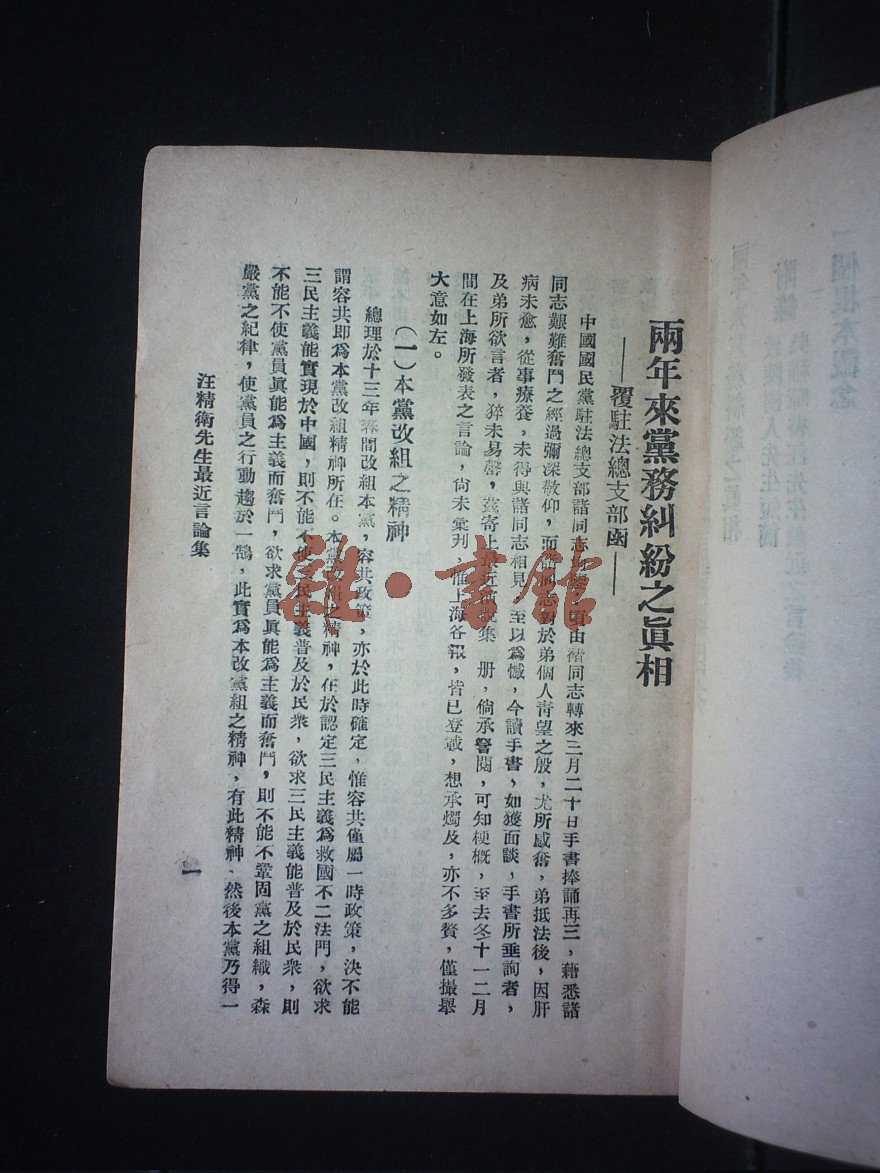 兩年來黨務糾紛之眞相
——覆駐法總支部函——
中國國民黨駐法總支部諸同志
由褚同志轉來三月二十日手書捧誦再三，藉悉諸
同志艱難奮鬥之經過彌深敬仰，而諸同志對於弟個人靑望之殷，尤所感奮，弟抵法後，因肝
病未愈，從事療養，未得與諸同志相見，至以爲憾，今讀手書，如獲面談，手書所垂詢者，
及弟所欲言者，猝未易罄，茲寄上最近
集
册，倘承詧閱，可知梗概，至去冬十一二月
間在上海所發表之言論，尙未彙刋，惟上海各報，皆已登載，想承燭及，亦不多贅，僅撮舉
大意如左。
（一）本黨改組之精神
總理於十三年春間改組本黨，容共政策，亦於此時確定，惟容共僅屬一時政策，決不能
謂容共即爲本黨改組精神所在。本黨改組之精神，在於認定三民主義爲救國不二法門，欲求
三民主義能實現於中國，則不能不使三民主義普及於民衆，欲求三民主義能普及於民衆，則
不能不使黨員眞能爲主義而奮鬥，欲求黨員眞能爲主義而奮鬥，則不能不鞏固黨之組織，森
嚴黨之紀律，使黨員之行動趨於一鵠，此實爲本改黨組之精神，有此精神、然後本黨乃得一
汪精衛先生最近言論集
一
雜·書館